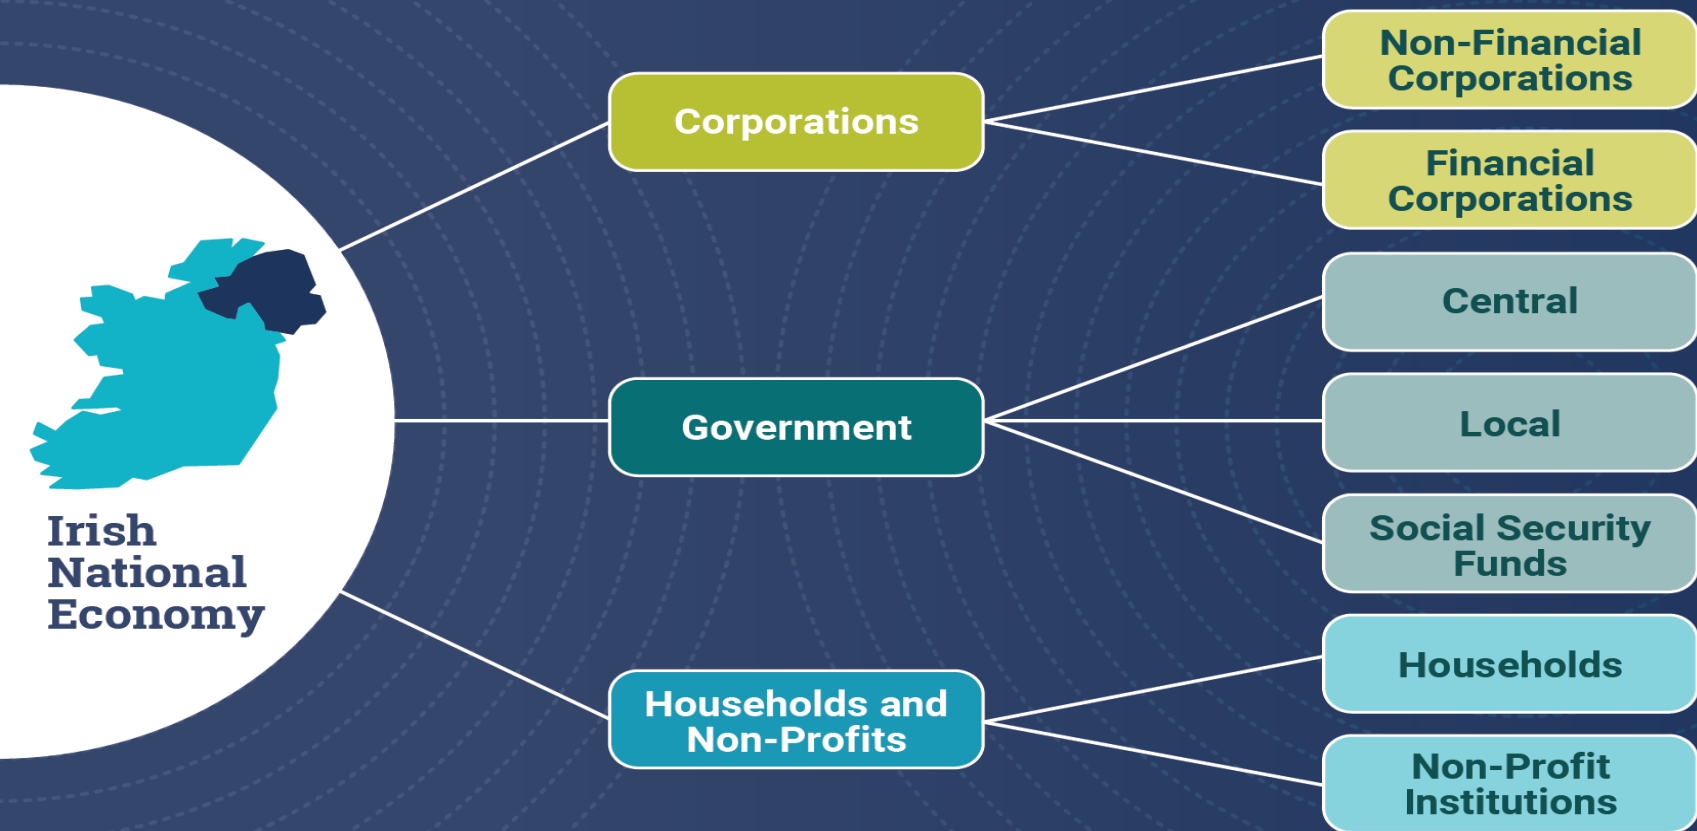 Irish
National
Economy
Corporations
Non-Financial
Corporations
Financial
Corporations
Government
Central
Local
Social Security
Funds
Households and
Non-Profits
Households
Non-Profit
Institutions